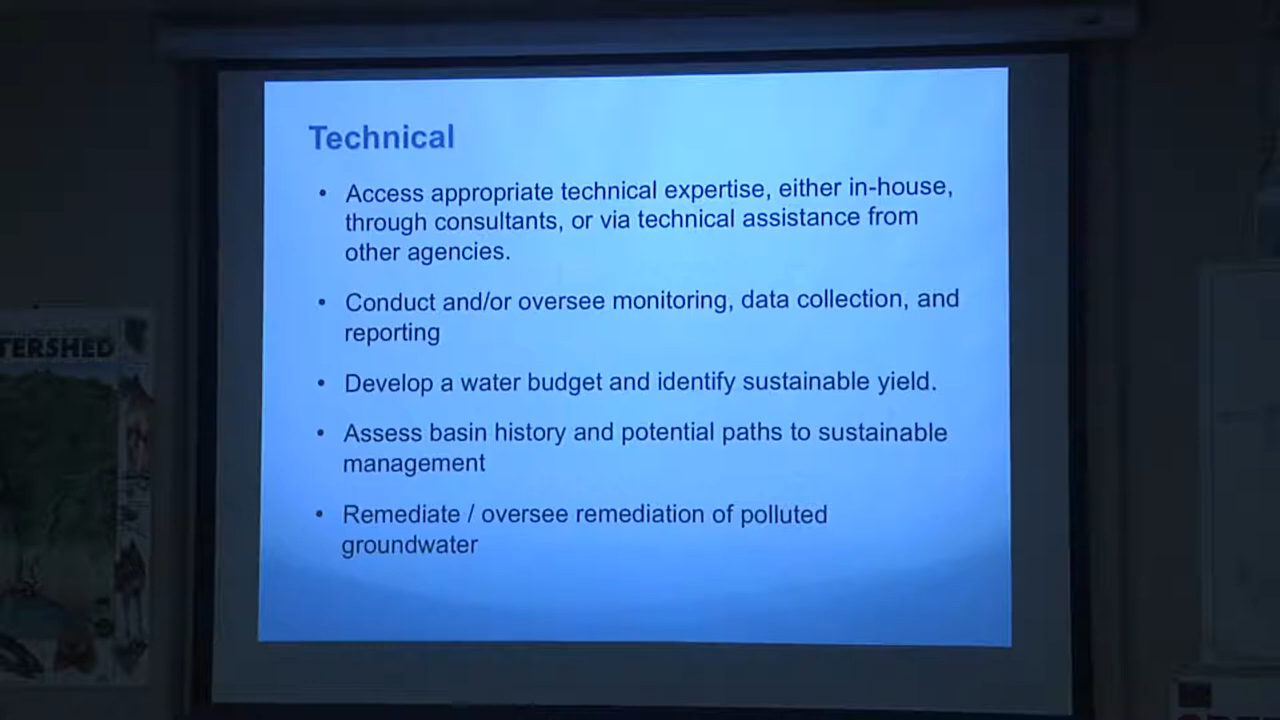 Technical
• Access appropriate technical expertise, either in-house,
through consultants, or via technical assistance from
other agencies.
• Conduct and/or oversee monitoring, data collection, and
reporting
• Develop a water budget and identify sustainable yield.
• Assess basin history and potential paths to sustainable
management
• Remediate / oversee remediation of polluted
groundwater
TERSHED